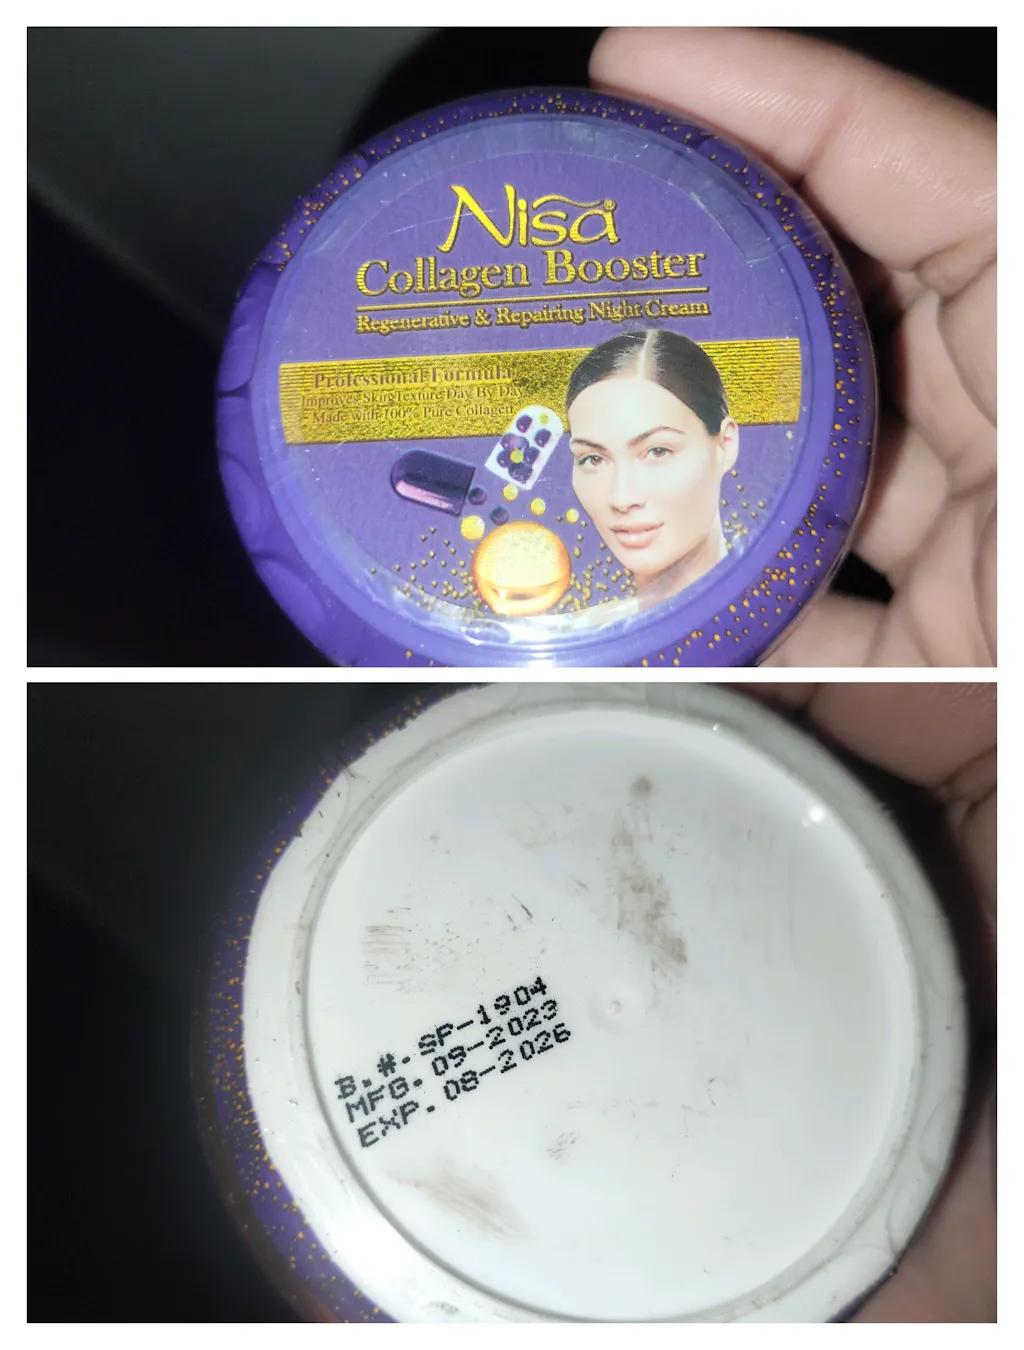 Nisa®
Collagen Booster
Regenerative & Repairing Night Cream
Professional Formula
Improves Skin Texture Day By Day
Made with 100% Pure Collagen
B.#. SP-1904
MFG. 09-2023
EXP. 08-2026